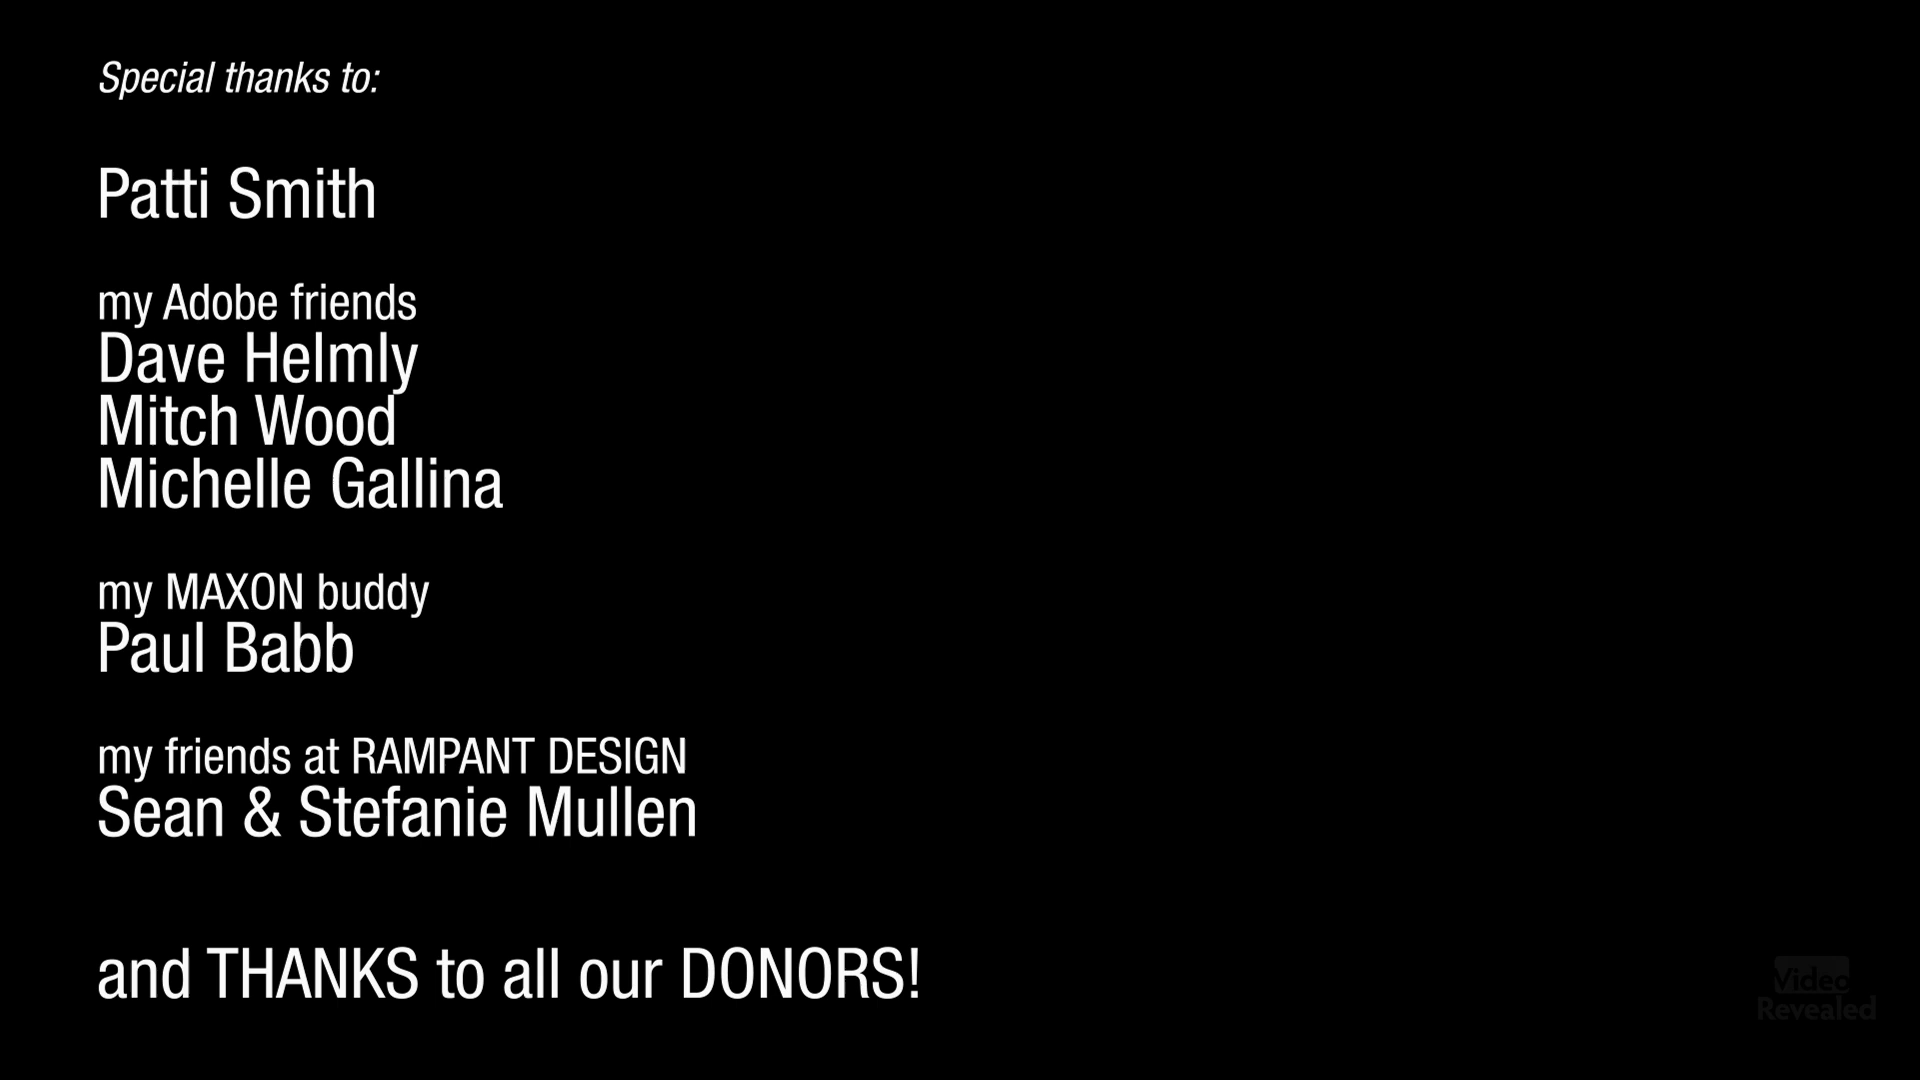 Special thanks to:
Patti Smith
my Adobe friends
Dave Helmly
Mitch Wood
Michelle Gallina
my MAXON buddy
Paul Babb
my friends at RAMPANT DESIGN
Sean & Stefanie Mullen
and THANKS to all our DONORS!
Video
Revealed